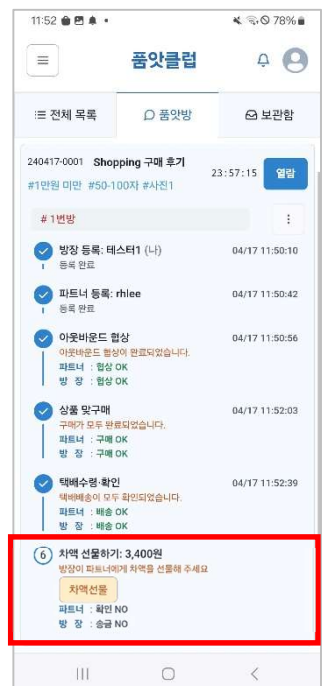 11:52
78%
품앗클럽
전체 목록
품앗방
보관함
240417-0001 Shopping 구매 후기
23:57:15
열람
#1만원 미만 #50-100자 #사진1
# 1번방
방장 등록: 테스터1 (나)
04/17 11:50:10
등록 완료
파트너 등록: rhlee
04/17 11:50:42
등록 완료
아웃바운드 협상
04/17 11:50:56
아웃바운드 협상이 완료되었습니다.
파트너 : 협상 OK
방 장 : 협상 OK
상품 맞구매
04/17 11:52:03
구매가 모두 완료되었습니다.
파트너 : 구매 OK
방 장 : 구매 OK
택배수령·확인
04/17 11:52:39
택배배송이 모두 확인되었습니다.
파트너 : 배송 OK
방 장 : 배송 OK
6 차액 선물하기: 3,400원
방장이 파트너에게 차액을 선물해 주세요
차액선물
파트너 : 확인 NO
방 장 : 송금 NO